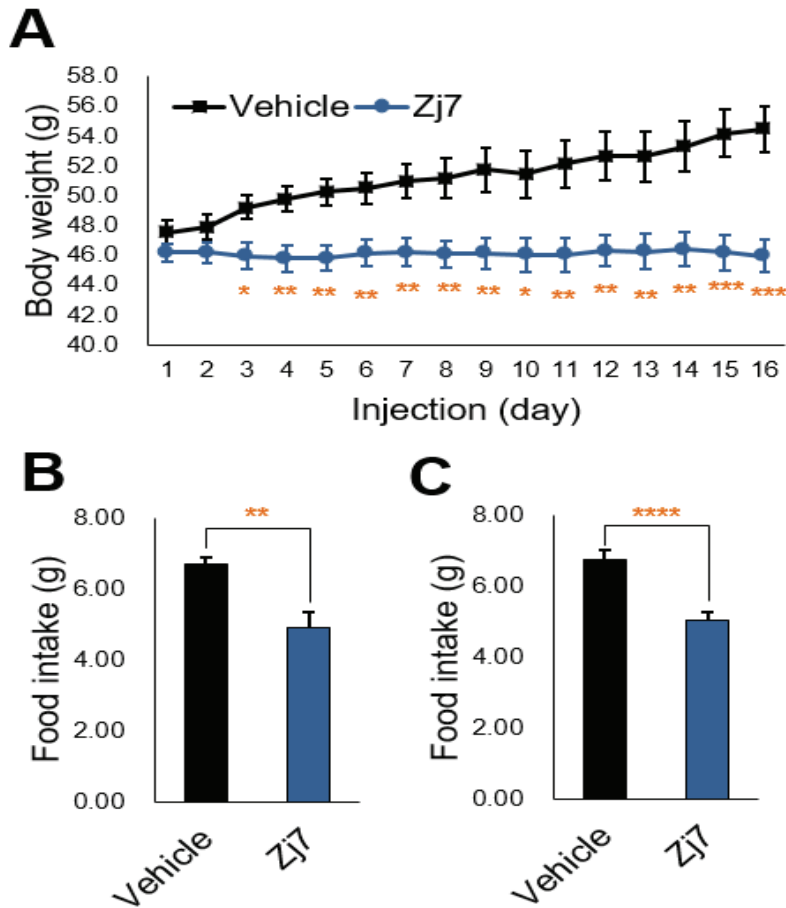 A
Body weight (g)
58.0
56.0
54.0
52.0
50.0
48.0
46.0
44.0
42.0
40.0
Vehicle Zj7
* ** ** ** ** ** ** * ** ** ** ** *** ***
1 2 3 4 5 6 7 8 9 10 11 12 13 14 15 16
Injection (day)
B
Food intake (g)
8.00
6.00
4.00
2.00
0.00
**
Vehicle
Zj7
C
Food intake (g)
8.00
6.00
4.00
2.00
0.00
****
Vehicle
Zj7